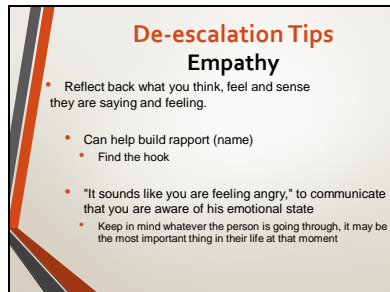 De-escalation Tips
Empathy
• Reflect back what you think, feel and sense
they are saying and feeling.
• Can help build rapport (name)
• Find the hook
• "It sounds like you are feeling angry," to communicate
that you are aware of his emotional state
• Keep in mind whatever the person is going through, it may be
the most important thing in their life at that moment